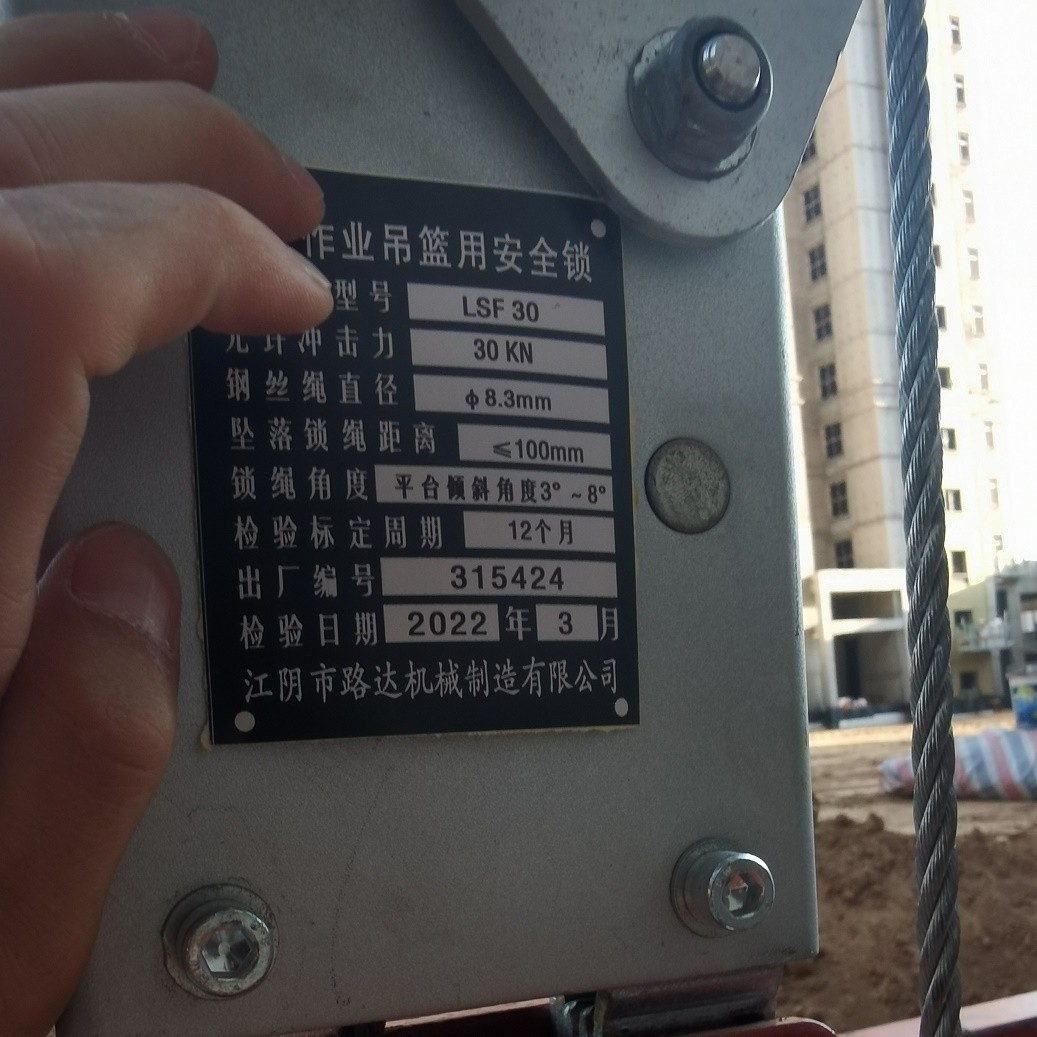 作业吊篮用安全锁
型号 LSF 30
允许冲击力 30 KN
钢丝绳直径 ϕ8.3mm
坠落锁绳距离 ≤100mm
锁绳角度 平台倾斜角度3°~8°
检验标定周期 12个月
出厂编号 315424
检验日期 2022 年 3 月
江阴市路达机械制造有限公司